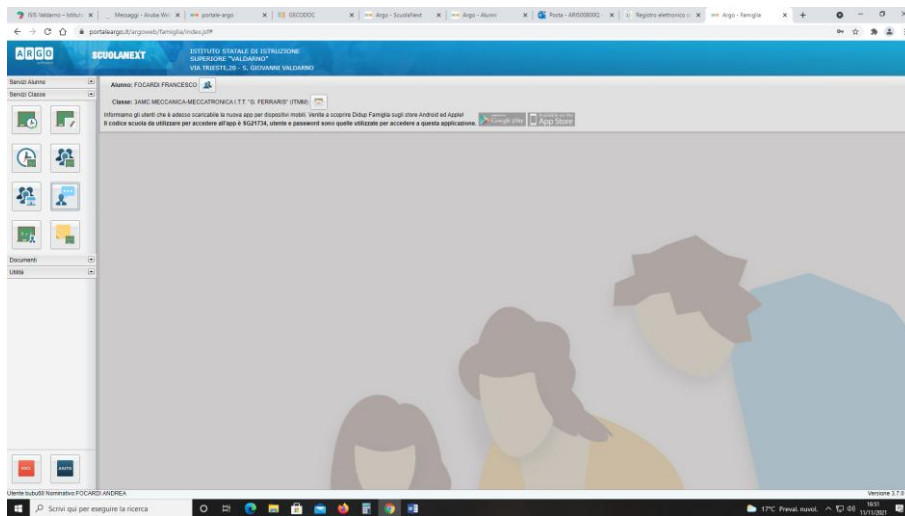 ISIS Valdarno - Istitut
Messaggi - Aruba We
portale-argo
GECODOC
Argo - ScuolaNext
Argo - Alunni
Posta - ARIS00800Q -
Registro elettronico
Argo - Famiglia
portaleargo.it/argoweb/famiglia/index.jsf#
ARGO
SCUOLANEXT
ISTITUTO STATALE DI ISTRUZIONE
SUPERIORE "VALDARNO"
VIA TRIESTE,20 - S. GIOVANNI VALDARNO
Servizi Alunno
Servizi Classe
Alunno: FOCARDI FRANCESCO
Classe: 3AMC MECCANICA-MECCATRONICA I.T.T. "G. FERRARIS" (ITMM)
Informiamo gli utenti che è adesso scaricabile la nuova app per dispositivi mobili. Venite a scoprire Didup Famiglia sugli store Android ed Apple!
Il codice scuola da utilizzare per accedere all'app è SG21734, utente e password sono quelle utilizzate per accedere a questa applicazione.
Google play
App Store
Documenti
Utilità
ESCI
AIUTO
Utente bubu68 Nominativo FOCARDI ANDREA
Versione 3.7.0
Scrivi qui per eseguire la ricerca
17°C Preval. nuvol.
16:51
11/11/2021